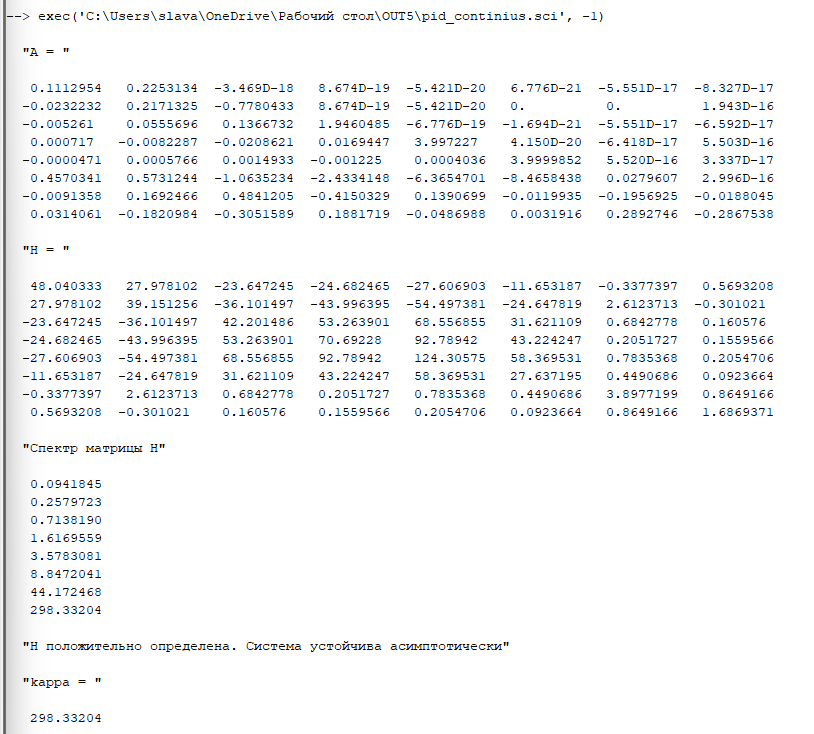 --> exec('C:\Users\slava\OneDrive\Рабочий стол\OUT5\pid_continius.sci', -1)
"A = "
0.1112954 0.2253134 -3.469D-18 8.674D-19 -5.421D-20 6.776D-21 -5.551D-17 -8.327D-17
-0.0232232 0.2171325 -0.7780433 8.674D-19 -5.421D-20 0. 0. 1.943D-16
-0.005261 0.0555696 0.1366732 1.9460485 -6.776D-19 -1.694D-21 -5.551D-17 -6.592D-17
0.000717 -0.0082287 -0.0208621 0.0169447 3.997227 4.150D-20 -6.418D-17 5.503D-16
-0.0000471 0.0005766 0.0014933 -0.001225 0.0004036 3.9999852 5.520D-16 3.337D-17
0.4570341 0.5731244 -1.0635234 -2.4334148 -6.3654701 -8.4658438 0.0279607 2.996D-16
-0.0091358 0.1692466 0.4841205 -0.4150329 0.1390699 -0.0119935 -0.1956925 -0.0188045
0.0314061 -0.1820984 -0.3051589 0.1881719 -0.0486988 0.0031916 0.2892746 -0.2867538
"H = "
48.040333 27.978102 -23.647245 -24.682465 -27.606903 -11.653187 -0.3377397 0.5693208
27.978102 39.151256 -36.101497 -43.996395 -54.497381 -24.647819 2.6123713 -0.301021
-23.647245 -36.101497 42.201486 53.263901 68.556855 31.621109 0.6842778 0.160576
-24.682465 -43.996395 53.263901 70.69228 92.78942 43.224247 0.2051727 0.1559566
-27.606903 -54.497381 68.556855 92.78942 124.30575 58.369531 0.7835368 0.2054706
-11.653187 -24.647819 31.621109 43.224247 58.369531 27.637195 0.4490686 0.0923664
-0.3377397 2.6123713 0.6842778 0.2051727 0.7835368 0.4490686 3.8977199 0.8649166
0.5693208 -0.301021 0.160576 0.1559566 0.2054706 0.0923664 0.8649166 1.6869371
"Спектр матрицы H"
0.0941845
0.2579723
0.7138190
1.6169559
3.5783081
8.8472041
44.172468
298.33204
"H положительно определена. Система устойчива асимптотически"
"kappa = "
298.33204